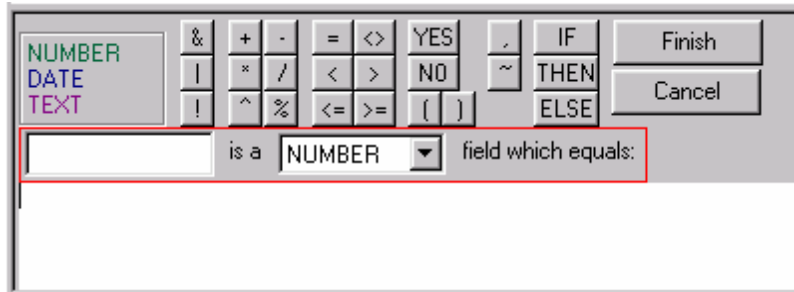 NUMBER & + - = <> YES , IF Finish
DATE | * / < > NO ~ THEN Cancel
TEXT ! ^ % <= >= ( ) ELSE
is a NUMBER field which equals: